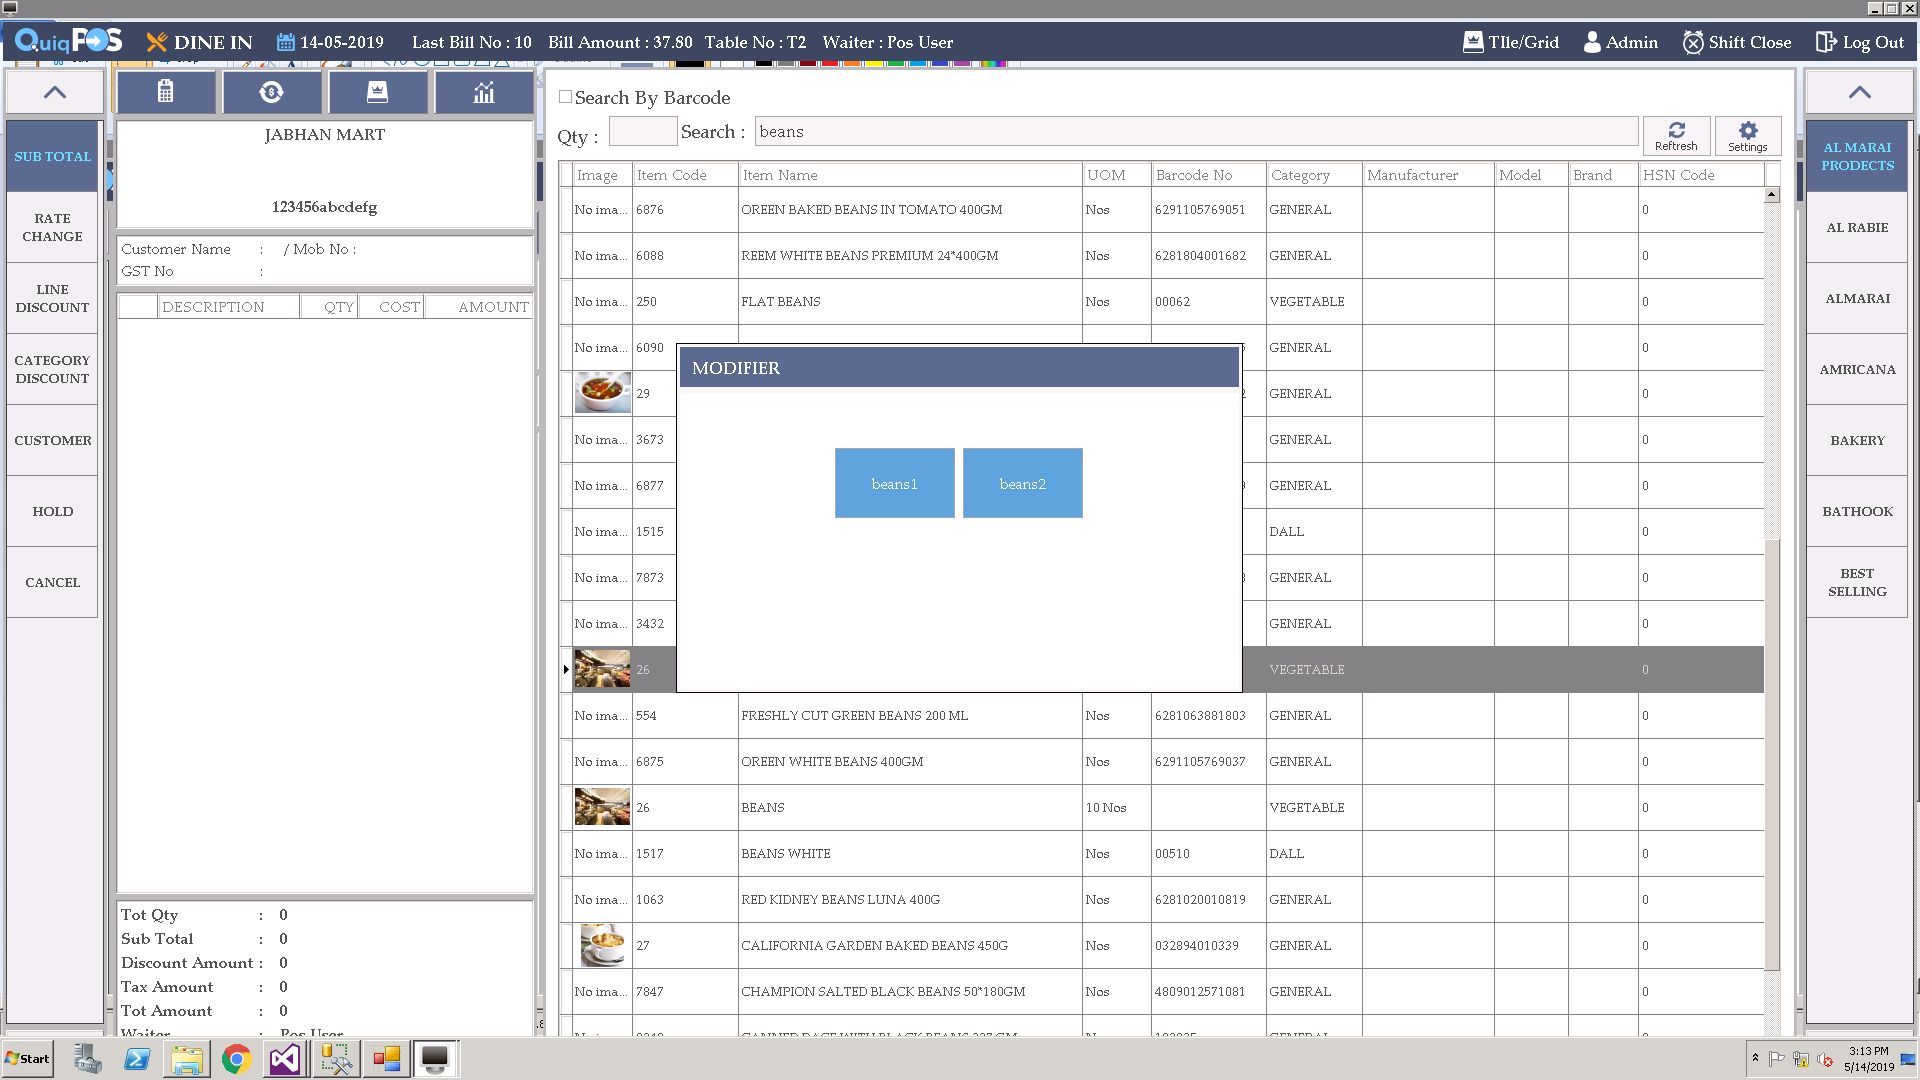 QuiqPOS DINE IN 14-05-2019 Last Bill No : 10 Bill Amount : 37.80 Table No : T2 Waiter : Pos User TIle/Grid Admin Shift Close Log Out
SUB TOTAL
RATE
CHANGE
LINE
DISCOUNT
CATEGORY
DISCOUNT
CUSTOMER
HOLD
CANCEL
JABHAN MART
123456abcdefg
Customer Name : / Mob No :
GST No :
DESCRIPTION QTY COST AMOUNT
Tot Qty : 0
Sub Total : 0
Discount Amount : 0
Tax Amount : 0
Tot Amount : 0
Waiter : Pos User
Search By Barcode
Qty : Search : beans Reftresh Settings
Image Item Code Item Name UOM Barcode No Category Manufacturer Model Brand HSN Code
No ima... 6876 OREEN BAKED BEANS IN TOMATO 400GM Nos 6291105769051 GENERAL 0
No ima... 6088 REEM WHITE BEANS PREMIUM 24*400GM Nos 6281804001682 GENERAL 0
No ima... 250 FLAT BEANS Nos 00062 VEGETABLE 0
No ima... 6090 GENERAL 0
29 GENERAL 0
No ima... 3673 GENERAL 0
No ima... 6877 GENERAL 0
No ima... 1515 DALL 0
No ima... 7873 GENERAL 0
No ima... 3432 GENERAL 0
26 VEGETABLE 0
No ima... 554 FRESHLY CUT GREEN BEANS 200 ML Nos 6281063881803 GENERAL 0
No ima... 6875 OREEN WHITE BEANS 400GM Nos 6291105769037 GENERAL 0
26 BEANS 10 Nos VEGETABLE 0
No ima... 1517 BEANS WHITE Nos 00510 DALL 0
No ima... 1063 RED KIDNEY BEANS LUNA 400G Nos 6281020010819 GENERAL 0
27 CALIFORNIA GARDEN BAKED BEANS 450G Nos 032894010339 GENERAL 0
No ima... 7847 CHAMPION SALTED BLACK BEANS 50*180GM Nos 4809012571081 GENERAL 0
MODIFIER
beans1 beans2
AL MARAI
PRODECTS
AL RABIE
ALMARAI
AMRICANA
BAKERY
BATHOOK
BEST
SELLING
Start
3:13 PM
5/14/2019